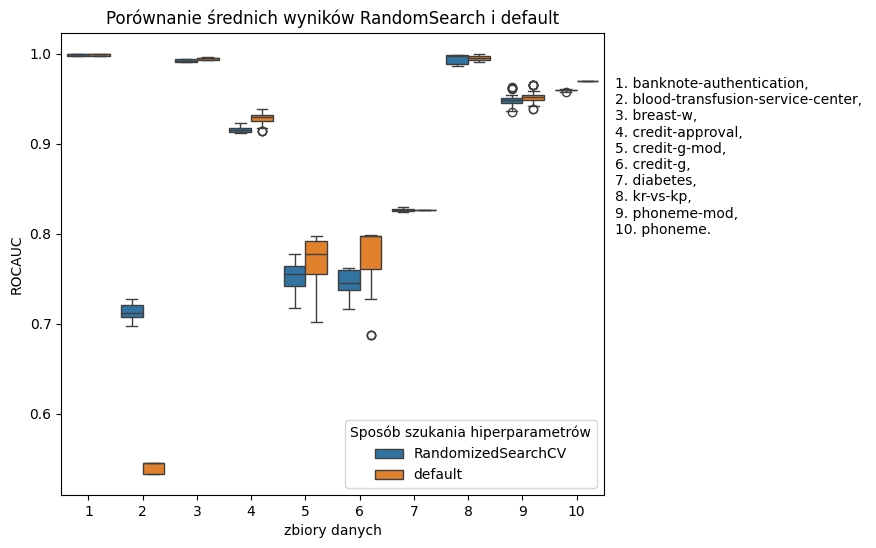 Porównanie średnich wyników RandomSearch i default
1.0
0.9
0.8
0.7
0.6
ROCAUC
1 2 3 4 5 6 7 8 9 10
zbiory danych
Sposób szukania hiperparametrów
RandomizedSearchCV
default
1. banknote-authentication,
2. blood-transfusion-service-center,
3. breast-w,
4. credit-approval,
5. credit-g-mod,
6. credit-g,
7. diabetes,
8. kr-vs-kp,
9. phoneme-mod,
10. phoneme.